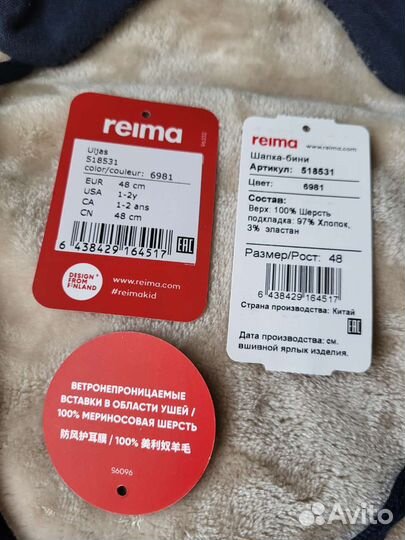 reima
Uljas
518531
color/couleur: 6981
EUR 48 cm
USA 1-2y
CA 1-2 ans
CN 48 cm
6 438429 164517
EAC
DESIGN
FROM
FINLAND
www.reima.com
#reimakid
reima
www.reima.com
Шапка-бини
Артикул: 518531
Цвет: 6981
Состав:
Верх: 100% Шерсть
подкладка: 97% Хлопок,
3% эластан
Размер/Рост: 48
6 438429 164517
EAC
Страна производства: Китай
Дата производства: см.
вшивной ярлык изделия.
ВЕТРОНЕПРОНИЦАЕМЫЕ
ВСТАВКИ В ОБЛАСТИ УШЕЙ /
100% МЕРИНОСОВАЯ ШЕРСТЬ
防风护耳膜 / 100% 美利奴羊毛
S6096
Avito